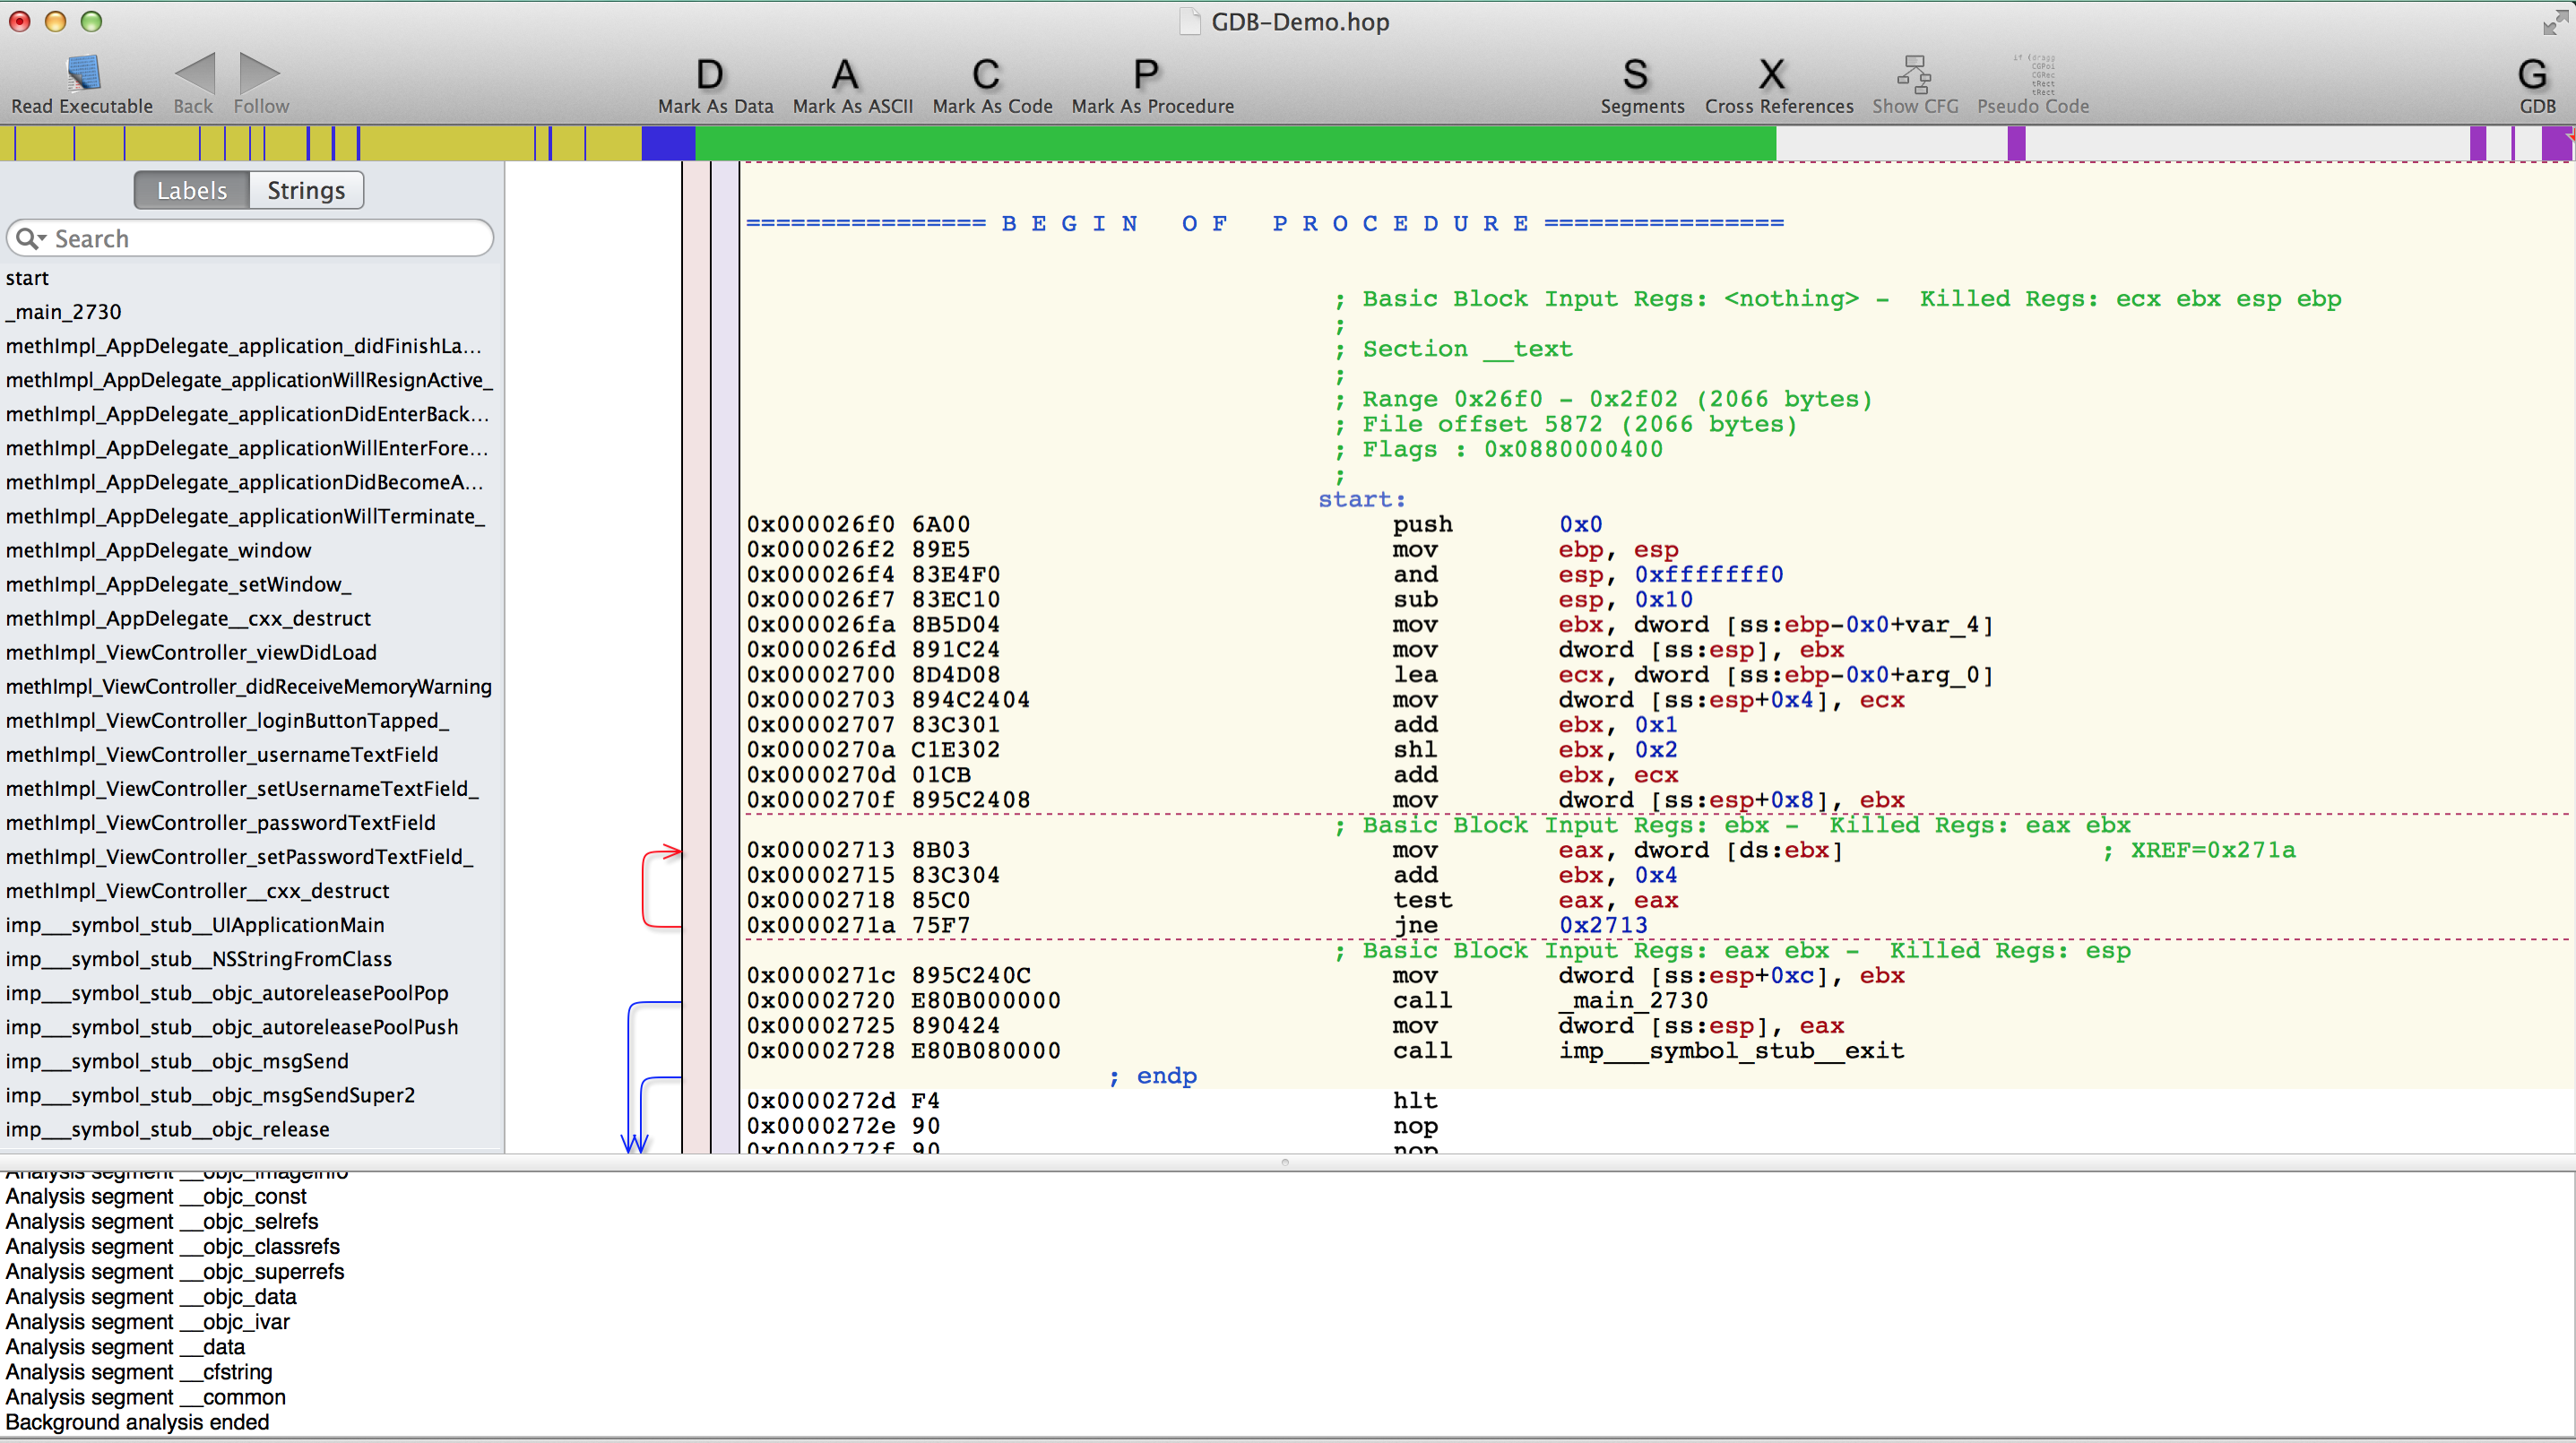 GDB-Demo.hop
D A C P S X G
Read Executable Back Follow Mark As Data Mark As ASCII Mark As Code Mark As Procedure Segments Cross References Show CFG Pseudo Code GDB
Labels Strings
Search
start
_main_2730
methImpl_AppDelegate_application_didFinishLa...
methImpl_AppDelegate_applicationWillResignActive_
methImpl_AppDelegate_applicationDidEnterBack...
methImpl_AppDelegate_applicationWillEnterFore...
methImpl_AppDelegate_applicationDidBecomeA...
methImpl_AppDelegate_applicationWillTerminate_
methImpl_AppDelegate_window
methImpl_AppDelegate_setWindow_
methImpl_AppDelegate__cxx_destruct
methImpl_ViewController_viewDidLoad
methImpl_ViewController_didReceiveMemoryWarning
methImpl_ViewController_loginButtonTapped_
methImpl_ViewController_usernameTextField
methImpl_ViewController_setUsernameTextField_
methImpl_ViewController_passwordTextField
methImpl_ViewController_setPasswordTextField_
methImpl_ViewController__cxx_destruct
imp___symbol_stub__UIApplicationMain
imp___symbol_stub__NSStringFromClass
imp___symbol_stub__objc_autoreleasePoolPop
imp___symbol_stub__objc_autoreleasePoolPush
imp___symbol_stub__objc_msgSend
imp___symbol_stub__objc_msgSendSuper2
imp___symbol_stub__objc_release
================ B E G I N   O F   P R O C E D U R E ================
; Basic Block Input Regs: <nothing> -  Killed Regs: ecx ebx esp ebp
;
; Section __text
;
; Range 0x26f0 - 0x2f02 (2066 bytes)
; File offset 5872 (2066 bytes)
; Flags : 0x0880000400
;
start:
0x000026f0 6A00 push 0x0
0x000026f2 89E5 mov ebp, esp
0x000026f4 83E4F0 and esp, 0xfffffff0
0x000026f7 83EC10 sub esp, 0x10
0x000026fa 8B5D04 mov ebx, dword [ss:ebp-0x0+var_4]
0x000026fd 891C24 mov dword [ss:esp], ebx
0x00002700 8D4D08 lea ecx, dword [ss:ebp-0x0+arg_0]
0x00002703 894C2404 mov dword [ss:esp+0x4], ecx
0x00002707 83C301 add ebx, 0x1
0x0000270a C1E302 shl ebx, 0x2
0x0000270d 01CB add ebx, ecx
0x0000270f 895C2408 mov dword [ss:esp+0x8], ebx
; Basic Block Input Regs: ebx -  Killed Regs: eax ebx
0x00002713 8B03 mov eax, dword [ds:ebx] ; XREF=0x271a
0x00002715 83C304 add ebx, 0x4
0x00002718 85C0 test eax, eax
0x0000271a 75F7 jne 0x2713
; Basic Block Input Regs: eax ebx -  Killed Regs: esp
0x0000271c 895C240C mov dword [ss:esp+0xc], ebx
0x00002720 E80B000000 call _main_2730
0x00002725 890424 mov dword [ss:esp], eax
0x00002728 E80B080000 call imp___symbol_stub__exit
; endp
0x0000272d F4 hlt
0x0000272e 90 nop
0x0000272f 90 nop
Analysis segment __objc_imageinfo
Analysis segment __objc_const
Analysis segment __objc_selrefs
Analysis segment __objc_classrefs
Analysis segment __objc_superrefs
Analysis segment __objc_data
Analysis segment __objc_ivar
Analysis segment __data
Analysis segment __cfstring
Analysis segment __common
Background analysis ended